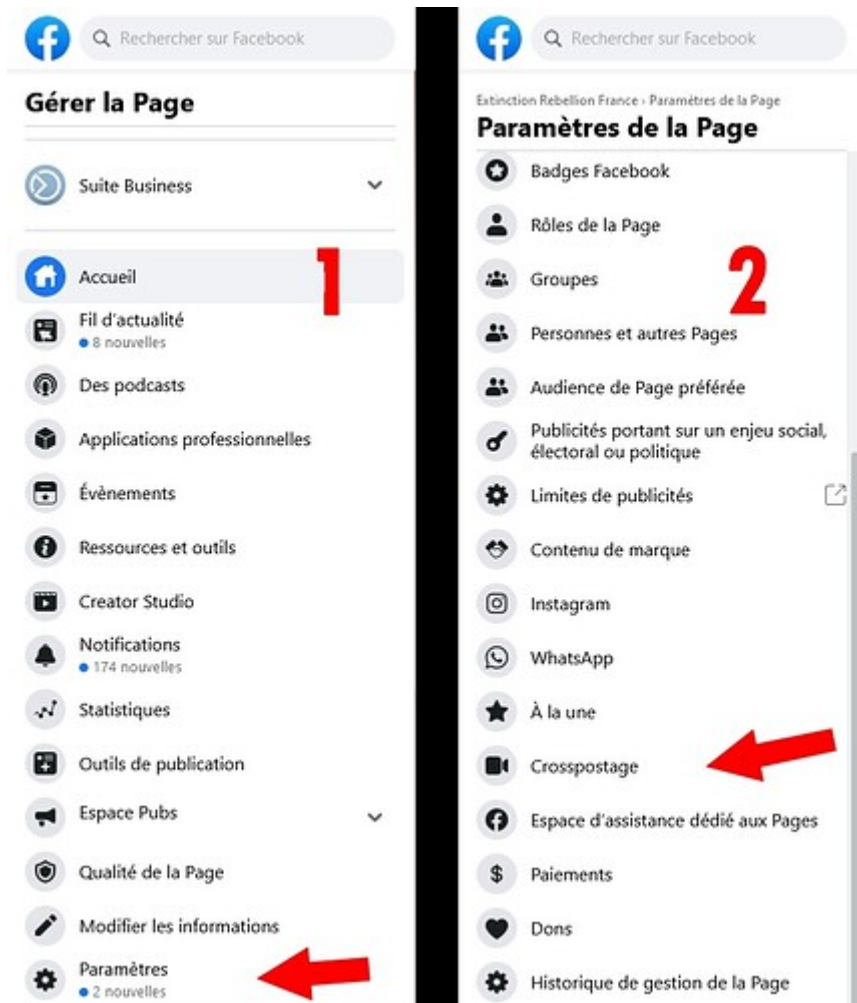 Rechercher sur Facebook
Gérer la Page
Suite Business
1
Accueil
Fil d'actualité
8 nouvelles
Des podcasts
Applications professionnelles
Évènements
Ressources et outils
Creator Studio
Notifications
174 nouvelles
Statistiques
Outils de publication
Espace Pubs
Qualité de la Page
Modifier les informations
Paramètres
2 nouvelles
Rechercher sur Facebook
Extinction Rebellion France › Paramètres de la Page
Paramètres de la Page
Badges Facebook
Rôles de la Page
2
Groupes
Personnes et autres Pages
Audience de Page préférée
Publicités portant sur un enjeu social,
électoral ou politique
Limites de publicités
Contenu de marque
Instagram
WhatsApp
À la une
Crosspostage
Espace d'assistance dédié aux Pages
Paiements
Dons
Historique de gestion de la Page